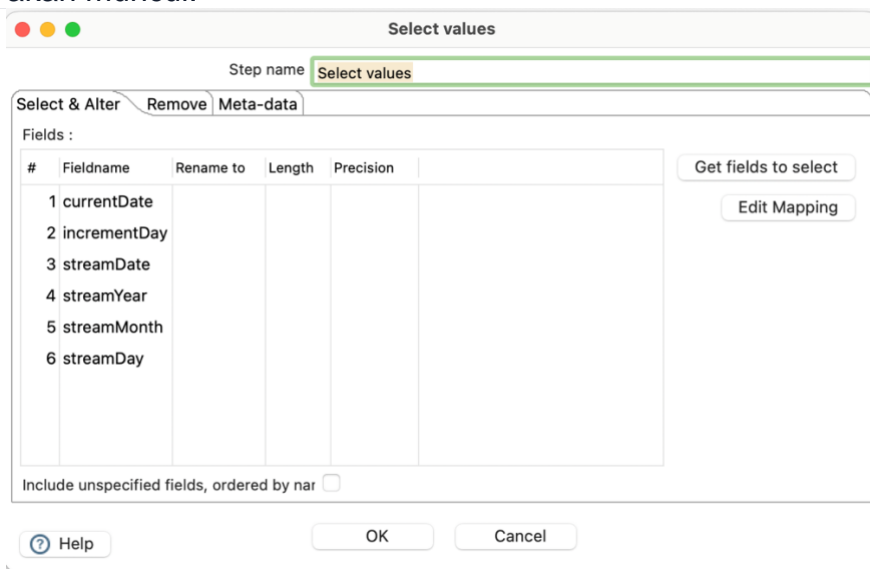 Select values
Step name Select values
Select & Alter Remove Meta-data
Fields :
# Fieldname Rename to Length Precision
Get fields to select
1 currentDate
Edit Mapping
2 incrementDay
3 streamDate
4 streamYear
5 streamMonth
6 streamDay
Include unspecified fields, ordered by nar
? Help OK Cancel